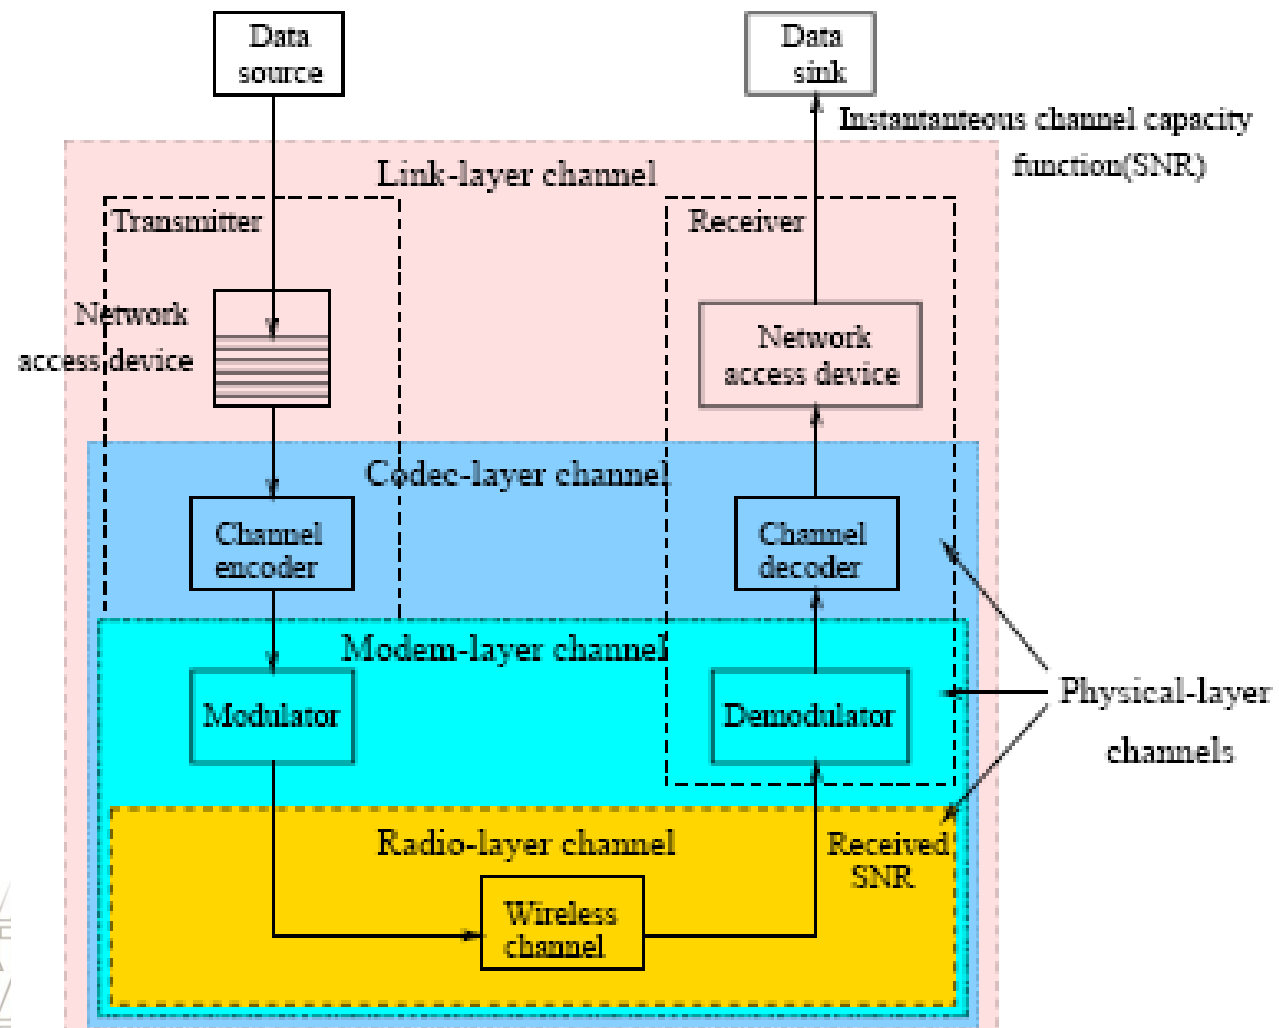 Data
source
Data
sink
Instantanteous channel capacity
function(SNR)
Link-layer channel
Transmitter
Receiver
Network
access device
Network
access device
Codec-layer channel
Channel
encoder
Channel
decoder
Modem-layer channel
Modulator
Demodulator
Physical-layer
channels
Radio-layer channel
Received
SNR
Wireless
channel